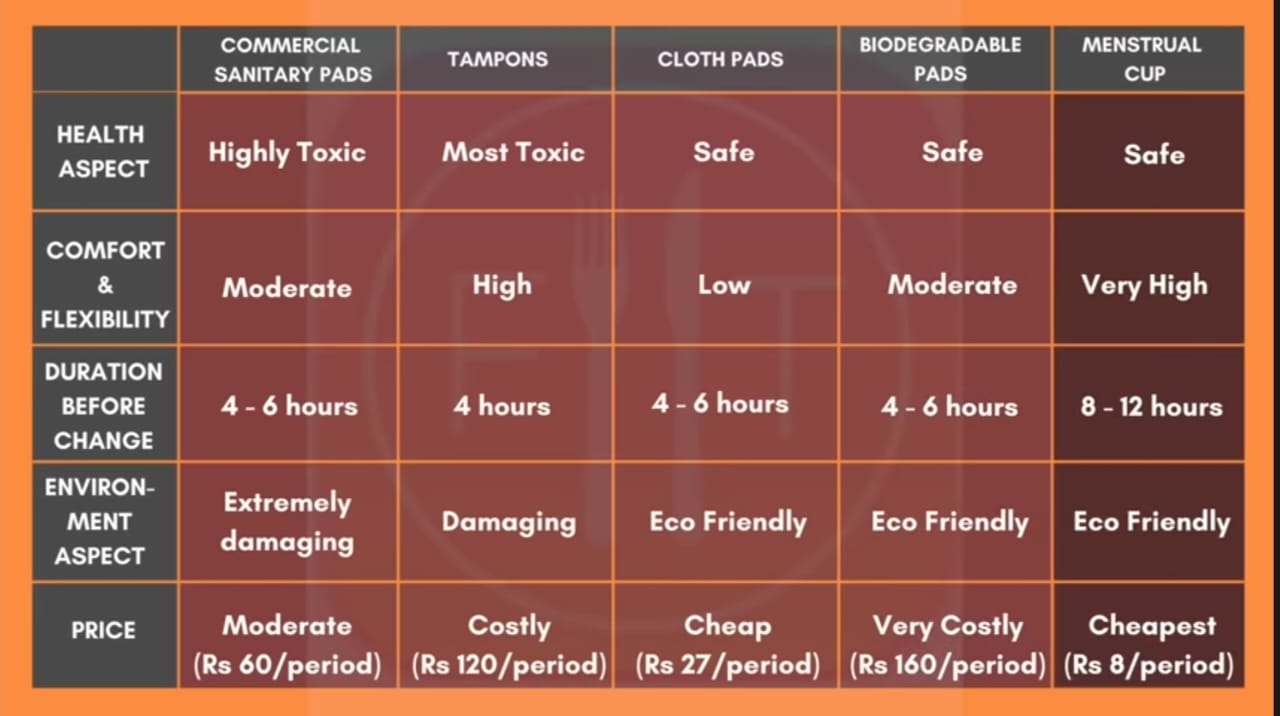 COMMERCIAL SANITARY PADS TAMPONS CLOTH PADS BIODEGRADABLE PADS MENSTRUAL CUP
HEALTH ASPECT Highly Toxic Most Toxic Safe Safe Safe
COMFORT & FLEXIBILITY Moderate High Low Moderate Very High
DURATION BEFORE CHANGE 4 - 6 hours 4 hours 4 - 6 hours 4 - 6 hours 8 - 12 hours
ENVIRON-MENT ASPECT Extremely damaging Damaging Eco Friendly Eco Friendly Eco Friendly
PRICE Moderate (Rs 60/period) Costly (Rs 120/period) Cheap (Rs 27/period) Very Costly (Rs 160/period) Cheapest (Rs 8/period)
F T